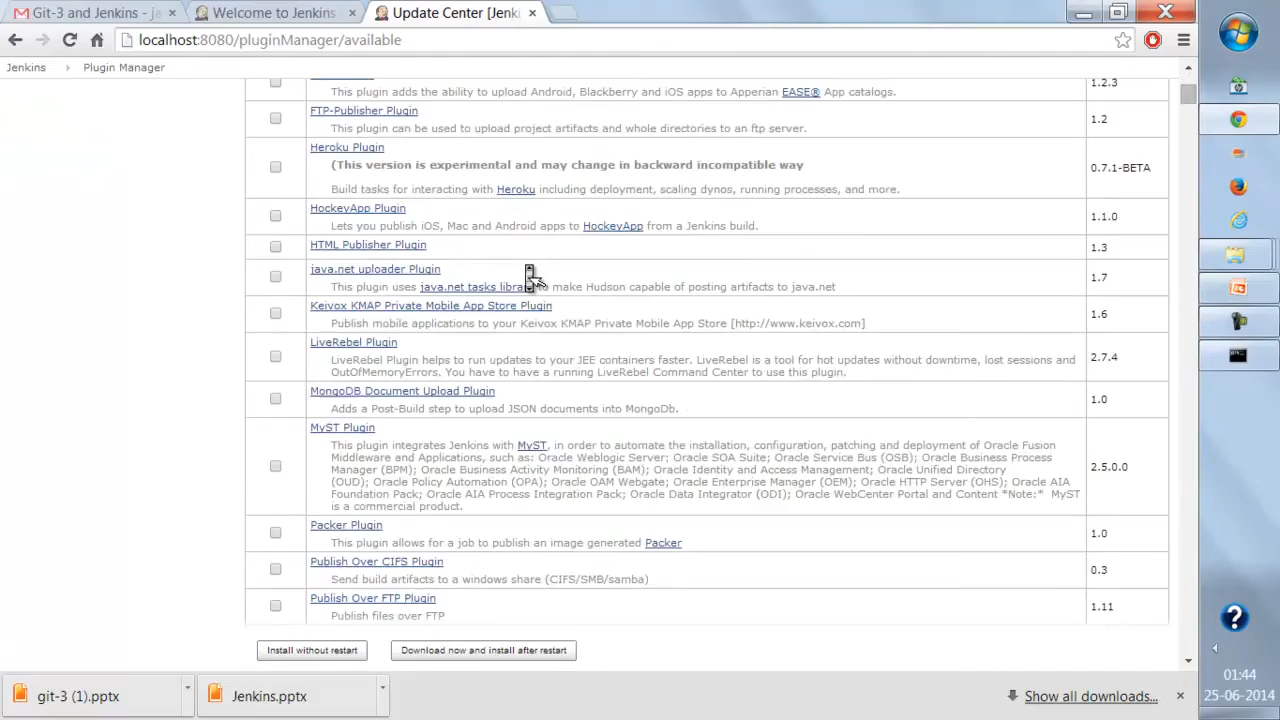 Git-3 and Jenkins - ja
Welcome to Jenkins
Update Center [Jenki
localhost:8080/pluginManager/available
Jenkins
Plugin Manager
This plugin adds the ability to upload Android, Blackberry and iOS apps to Apperian EASE® App catalogs.
1.2.3
FTP-Publisher Plugin
This plugin can be used to upload project artifacts and whole directories to an ftp server.
1.2
Heroku Plugin
(This version is experimental and may change in backward incompatible way
Build tasks for interacting with Heroku including deployment, scaling dynos, running processes, and more.
0.7.1-BETA
HockeyApp Plugin
Lets you publish iOS, Mac and Android apps to HockeyApp from a Jenkins build.
1.1.0
HTML Publisher Plugin
1.3
java.net uploader Plugin
This plugin uses java.net tasks libra to make Hudson capable of posting artifacts to java.net
1.7
Keivox KMAP Private Mobile App Store Plugin
Publish mobile applications to your Keivox KMAP Private Mobile App Store [http://www.keivox.com]
1.6
LiveRebel Plugin
LiveRebel Plugin helps to run updates to your JEE containers faster. LiveRebel is a tool for hot updates without downtime, lost sessions and
OutOfMemoryErrors. You have to have a running LiveRebel Command Center to use this plugin.
2.7.4
MongoDB Document Upload Plugin
Adds a Post-Build step to upload JSON documents into MongoDb.
1.0
MyST Plugin
This plugin integrates Jenkins with MyST, in order to automate the installation, configuration, patching and deployment of Oracle Fusion
Middleware and Applications, such as: Oracle Weblogic Server; Oracle SOA Suite; Oracle Service Bus (OSB); Oracle Business Process
Manager (BPM); Oracle Business Activity Monitoring (BAM); Oracle Identity and Access Management; Oracle Unified Directory
(OUD); Oracle Policy Automation (OPA); Oracle OAM Webgate; Oracle Enterprise Manager (OEM); Oracle HTTP Server (OHS); Oracle AIA
Foundation Pack; Oracle AIA Process Integration Pack; Oracle Data Integrator (ODI); Oracle WebCenter Portal and Content *Note:* MyST
is a commercial product.
2.5.0.0
Packer Plugin
This plugin allows for a job to publish an image generated Packer
1.0
Publish Over CIFS Plugin
Send build artifacts to a windows share (CIFS/SMB/samba)
0.3
Publish Over FTP Plugin
Publish files over FTP
1.11
Install without restart
Download now and install after restart
git-3 (1).pptx
Jenkins.pptx
Show all downloads...
01:44
25-06-2014